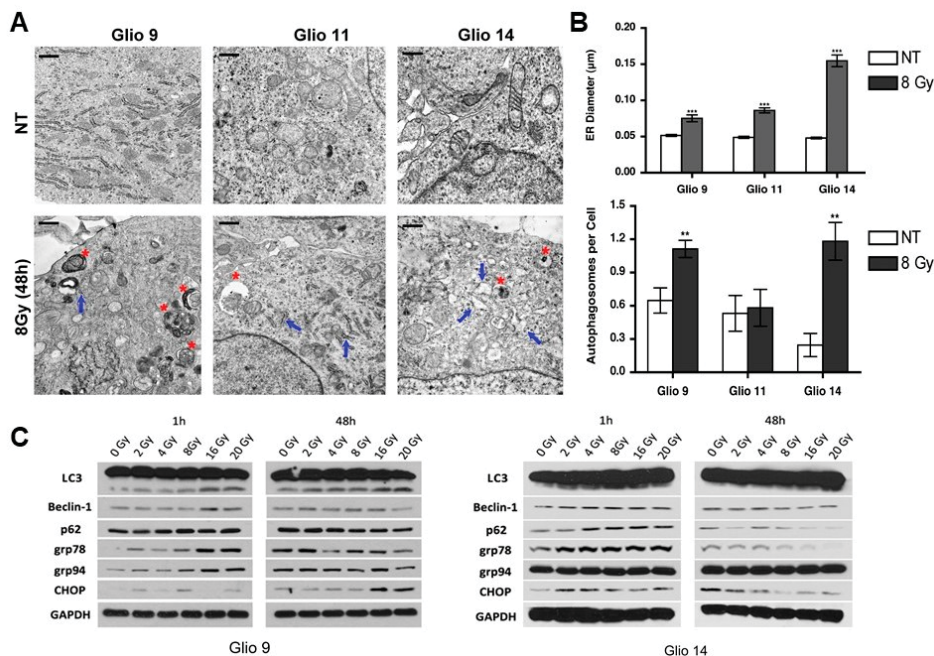 A
Glio 9
Glio 11
Glio 14
NT
8Gy (48h)
*
*
*
*
*
*
*
B
ER Diameter (µm)
0.20
0.15
0.10
0.05
0.00
***
***
***
NT
8 Gy
Glio 9
Glio 11
Glio 14
Autophagosomes per Cell
1.5
1.2
0.9
0.6
0.3
0.0
**
**
NT
8 Gy
Glio 9
Glio 11
Glio 14
C
1h
48h
0 Gy 2 Gy 4 Gy 8Gy 16 Gy 20 Gy
0 Gy 2 Gy 4 Gy 8 Gy 16 Gy 20 Gy
LC3
Beclin-1
p62
grp78
grp94
CHOP
GAPDH
Glio 9
1h
48h
0 Gy 2 Gy 4 Gy 8 Gy 16 Gy 20 Gy
0 Gy 2 Gy 4 Gy 8 Gy 16 Gy 20 Gy
LC3
Beclin-1
p62
grp78
grp94
CHOP
GAPDH
Glio 14